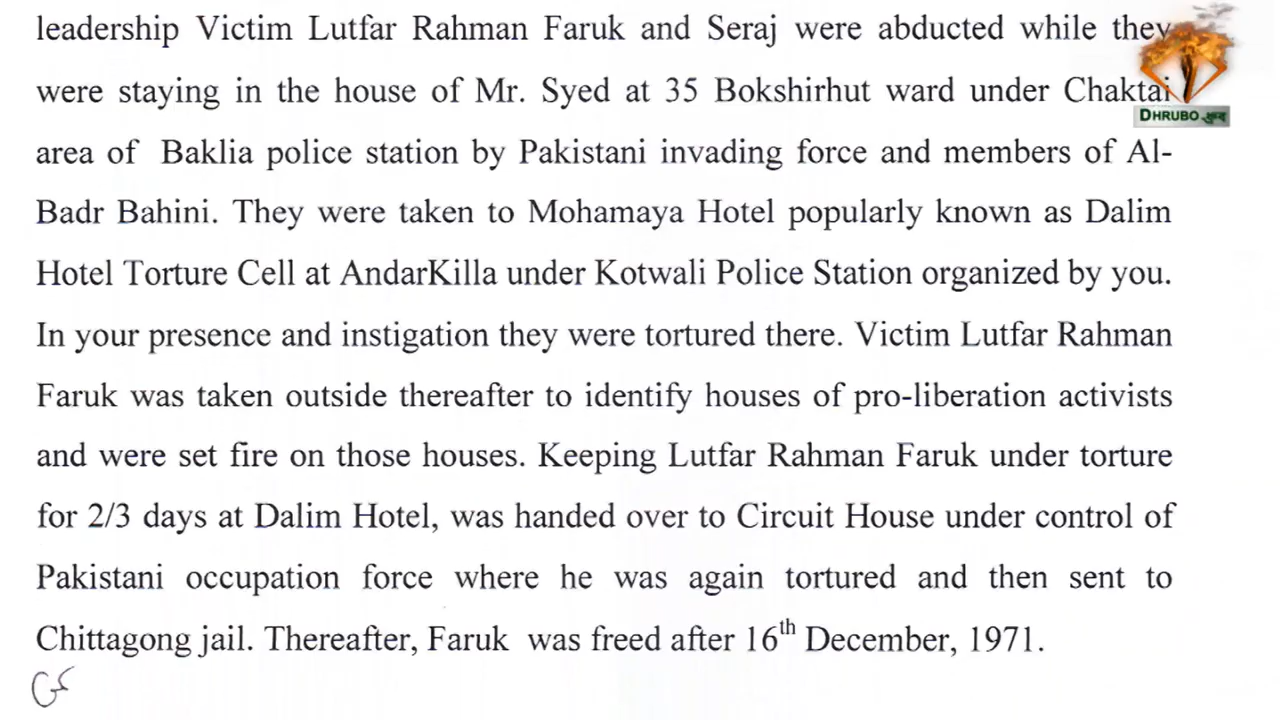 leadership Victim Lutfar Rahman Faruk and Seraj were abducted while they
were staying in the house of Mr. Syed at 35 Bokshirhut ward under Chaktai
area of Baklia police station by Pakistani invading force and members of Al-
Badr Bahini. They were taken to Mohamaya Hotel popularly known as Dalim
Hotel Torture Cell at AndarKilla under Kotwali Police Station organized by you.
In your presence and instigation they were tortured there. Victim Lutfar Rahman
Faruk was taken outside thereafter to identify houses of pro-liberation activists
and were set fire on those houses. Keeping Lutfar Rahman Faruk under torture
for 2/3 days at Dalim Hotel, was handed over to Circuit House under control of
Pakistani occupation force where he was again tortured and then sent to
Chittagong jail. Thereafter, Faruk was freed after 16th December, 1971.
DHRUBO ধ্রুব